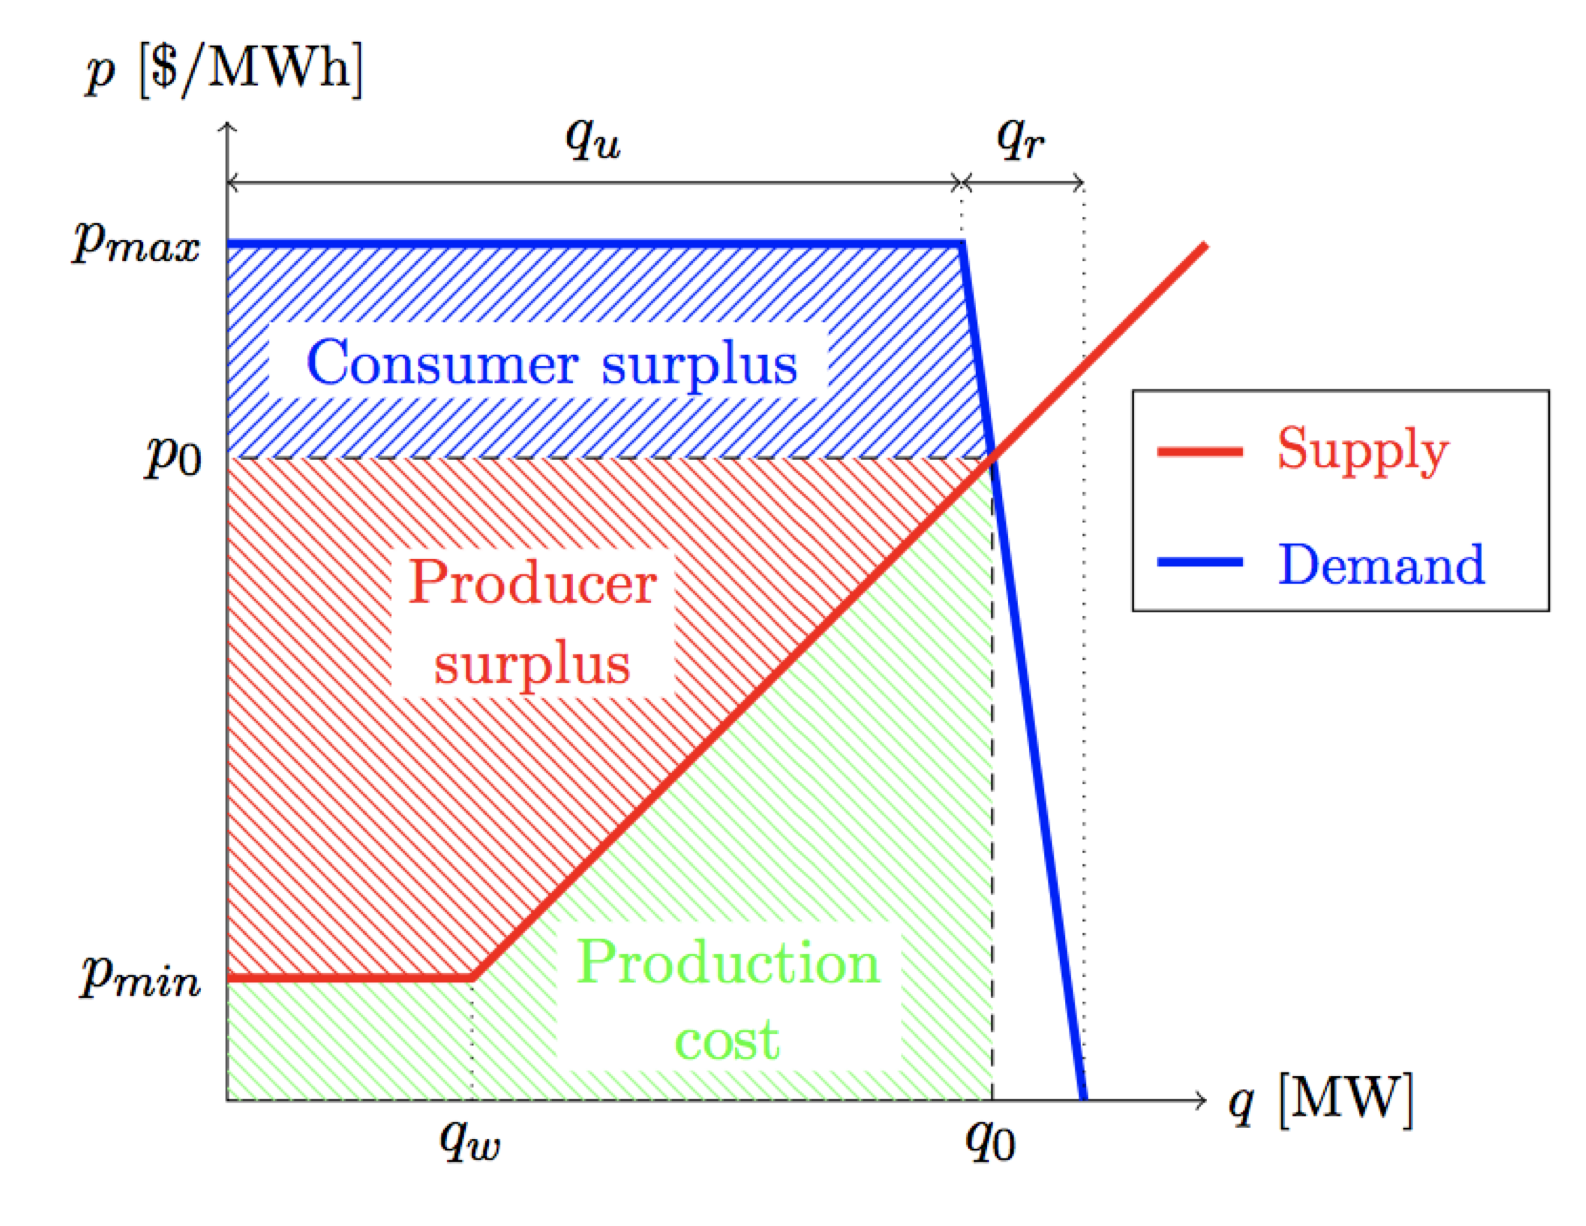 p [$/MWh]
q_u
q_r
p_max
Consumer surplus
p_0
Supply
Demand
Producer
surplus
p_min
Production
cost
q [MW]
q_w
q_0